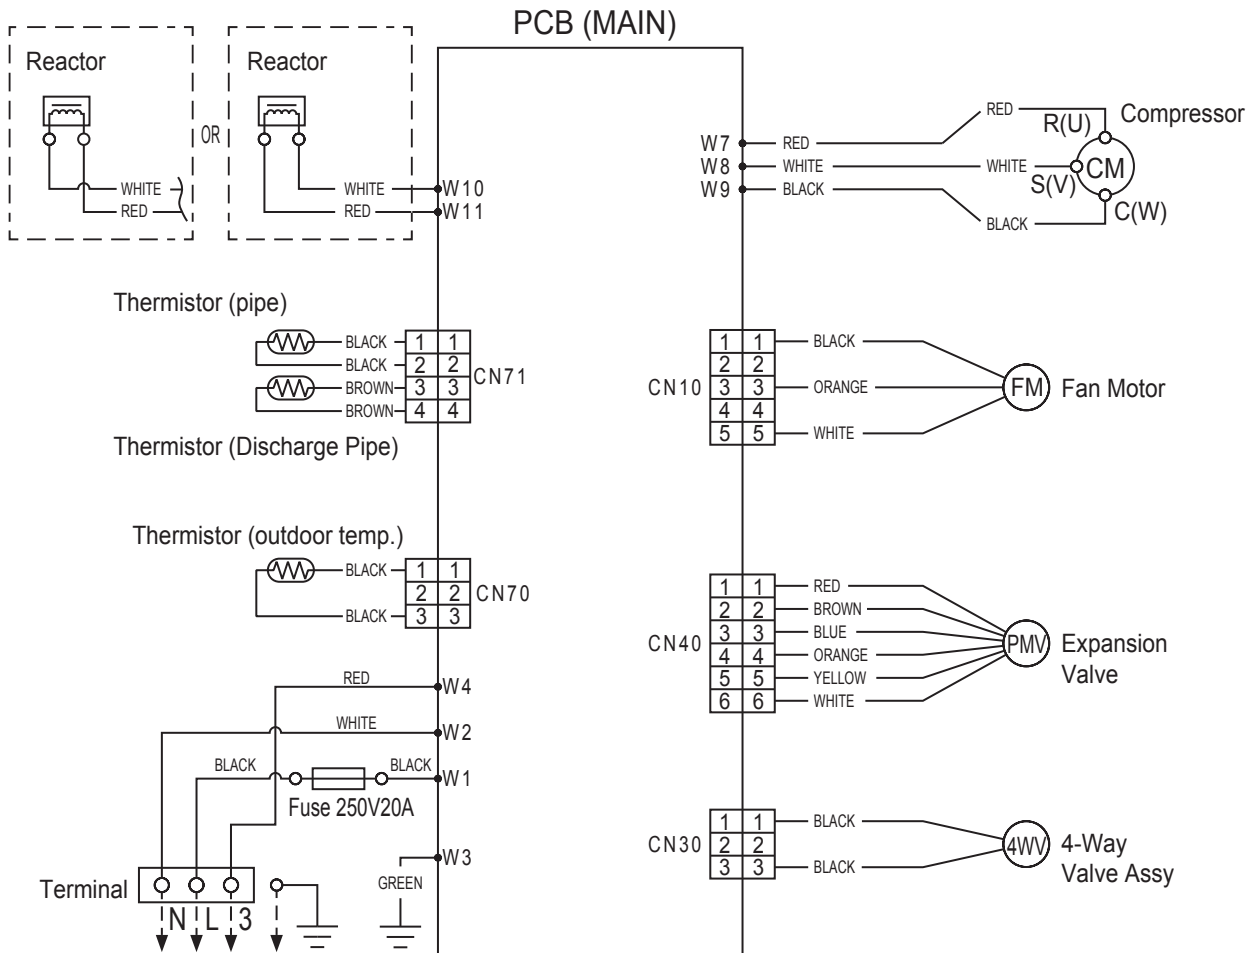 PCB (MAIN)
Reactor
WHITE
RED
OR
Reactor
WHITE
RED
W10
W11
W7
W8
W9
RED
WHITE
BLACK
RED
WHITE
BLACK
R(U)
S(V)
C(W)
CM
Compressor
Thermistor (pipe)
BLACK 1 1
BLACK 2 2
BROWN 3 3
BROWN 4 4
CN71
Thermistor (Discharge Pipe)
CN10
1 1 BLACK
2 2
3 3 ORANGE
4 4
5 5 WHITE
FM
Fan Motor
Thermistor (outdoor temp.)
BLACK 1 1
2 2
BLACK 3 3
CN70
CN40
1 1 RED
2 2 BROWN
3 3 BLUE
4 4 ORANGE
5 5 YELLOW
6 6 WHITE
PMV
Expansion
Valve
RED W4
WHITE W2
BLACK BLACK W1
Fuse 250V20A
W3
GREEN
Terminal
N L 3
CN30
1 1 BLACK
2 2
3 3 BLACK
4WV
4-Way
Valve Assy